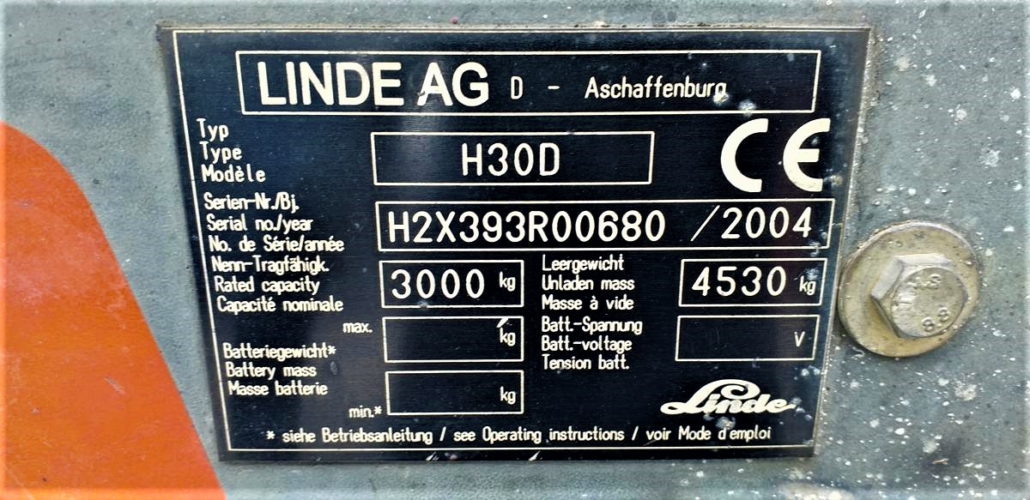 LINDE AG D - Aschaffenburg
Typ
Type
Modèle
H30D
CE
Serien-Nr./Bj.
Serial no./year
No. de Série/année
H2X393R00680 / 2004
Nenn-Tragfähigk.
Rated capacity
Capacité nominale
3000 kg
Leergewicht
Unladen mass
Masse à vide
4530 kg
max.
kg
Batteriegewicht*
Battery mass
Masse batterie
min.*
kg
Batt.-Spannung
Batt.-voltage
Tension batt.
V
Linde
* siehe Betriebsanleitung / see Operating instructions / voir Mode d'emploi
8.8